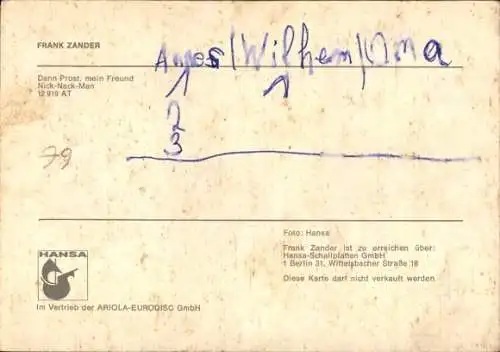 FRANK ZANDER
/Wilhem/Oma
Dann Prost, mein Freund
Nick-Nack-Man
12 919 AT
2
3
79
Foto: Hansa
HANSA
Frank Zander ist zu erreichen über:
Hansa-Schallplatten GmbH
1 Berlin 31, Wittelsbacher Straße 18
Diese Karte darf nicht verkauft werden
Im Vertrieb der ARIOLA-EURODISC GmbH